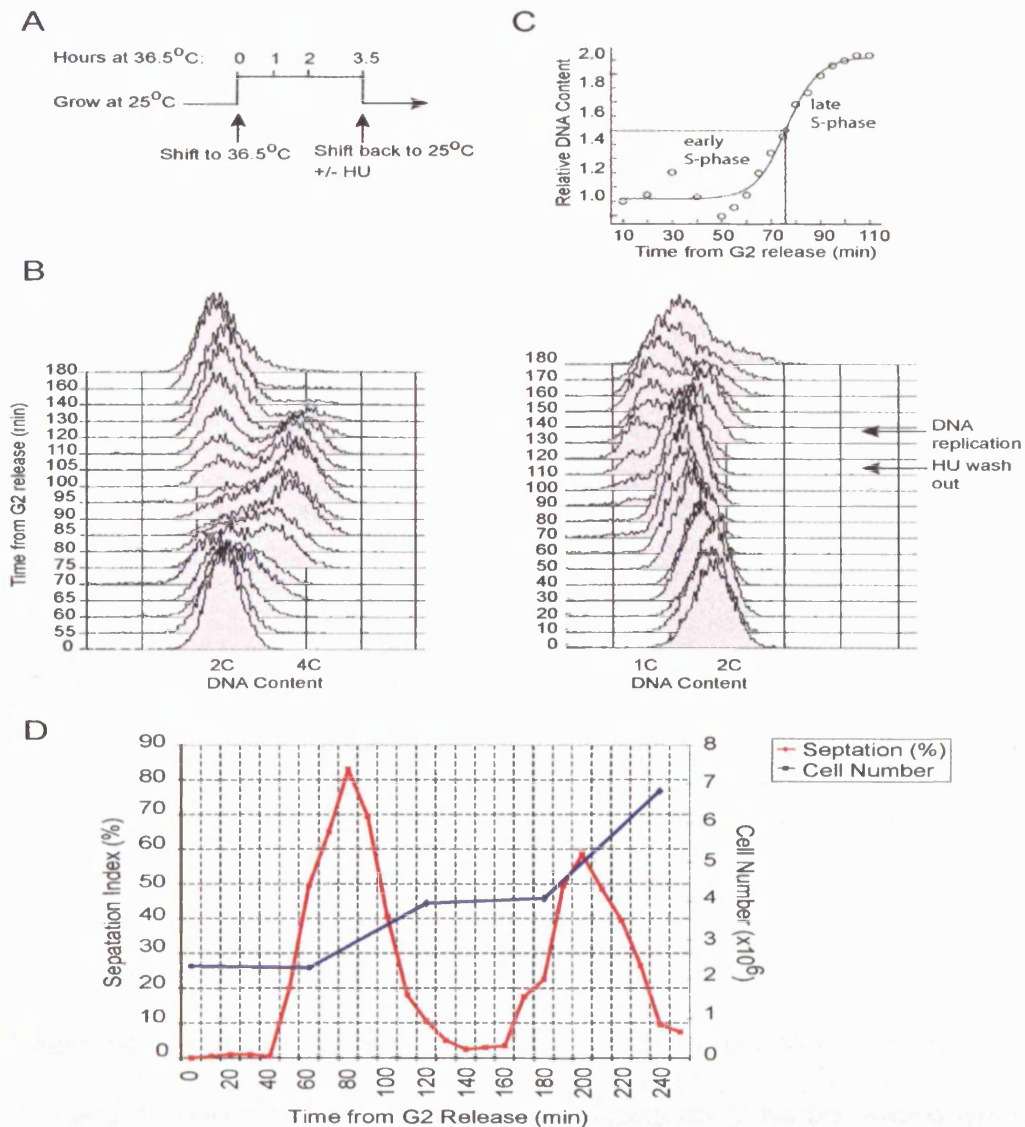 A
Hours at 36.5°C: 0 1 2 3.5
Grow at 25°C
Shift to 36.5°C
Shift back to 25°C
+/- HU
C
Relative DNA Content
2.0
1.8
1.6
1.4
1.2
1.0
early
S-phase
late
S-phase
10 30 50 70 90 110
Time from G2 release (min)
B
Time from G2 release (min)
180
160
140
130
120
110
105
100
95
90
85
80
75
70
65
60
55
0
2C 4C
DNA Content
180
170
160
150
140
130
120
110
100
90
80
70
60
50
40
30
20
10
0
1C 2C
DNA Content
DNA
replication
HU wash
out
D
Sepatation Index (%)
90
80
70
60
50
40
30
20
10
0
8
7
6
5
4
3
2
1
0
Cell Number (x10⁶)
Septation (%)
Cell Number
0 20 40 60 80 100 120 140 160 180 200 220 240
Time from G2 Release (min)